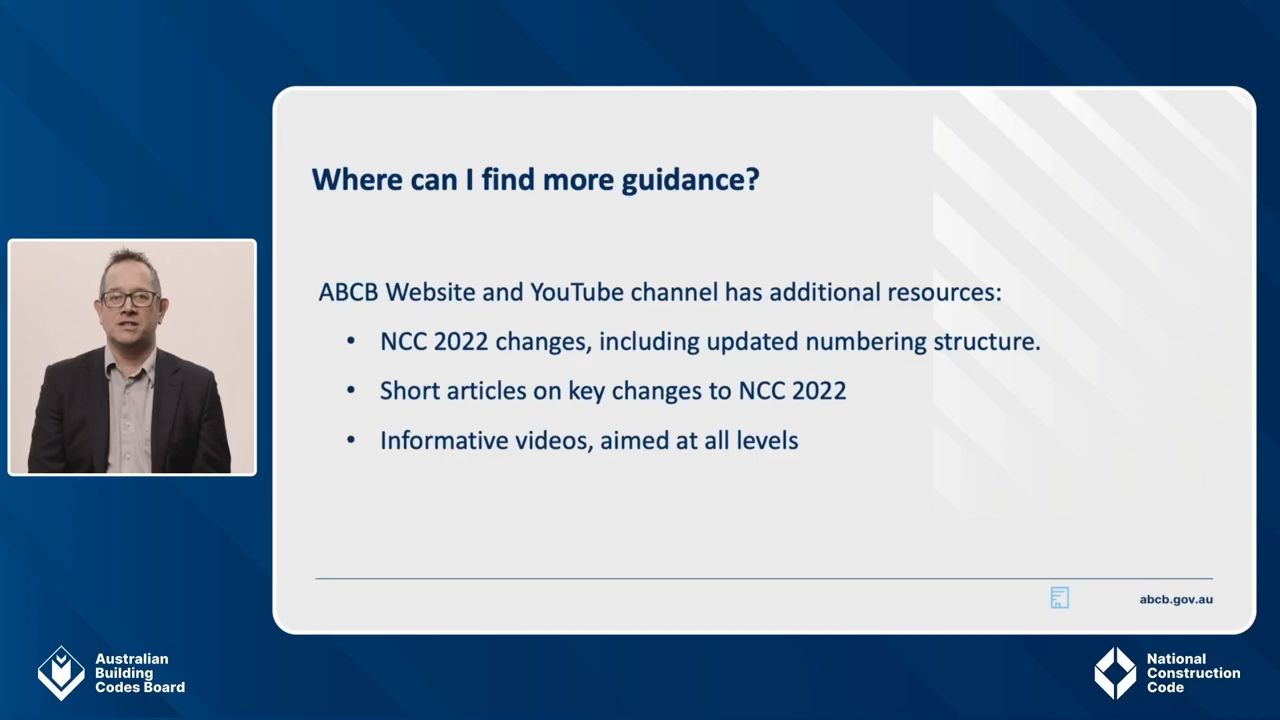 Where can I find more guidance?
ABCB Website and YouTube channel has additional resources:
• NCC 2022 changes, including updated numbering structure.
• Short articles on key changes to NCC 2022
• Informative videos, aimed at all levels
abcb.gov.au
Australian
Building
Codes Board
National
Construction
Code